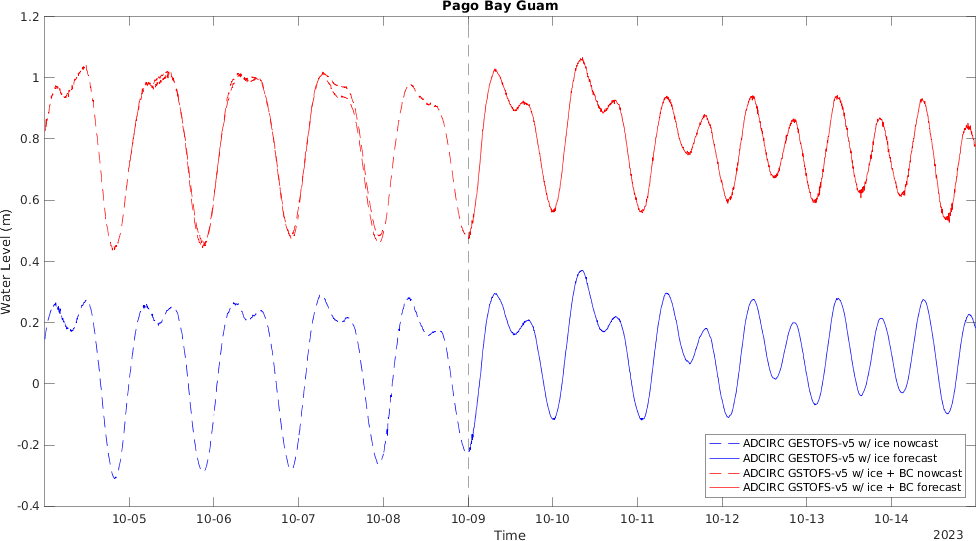 Pago Bay Guam
1.2
1
0.8
0.6
0.4
0.2
0
-0.2
-0.4
Water Level (m)
10-05 10-06 10-07 10-08 10-09 10-10 10-11 10-12 10-13 10-14
Time
2023
ADCIRC GESTOFS-v5 w/ ice nowcast
ADCIRC GESTOFS-v5 w/ ice forecast
ADCIRC GSTOFS-v5 w/ ice + BC nowcast
ADCIRC GSTOFS-v5 w/ ice + BC forecast